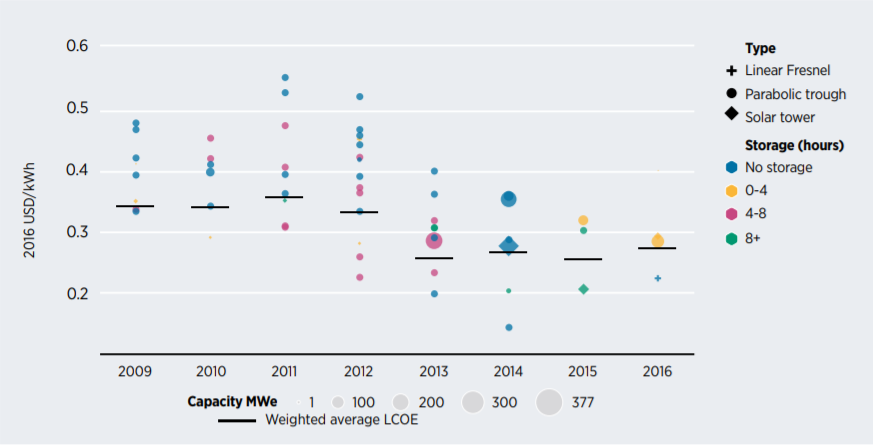 2016 USD/kWh
0.6
0.5
0.4
0.3
0.2
2009 2010 2011 2012 2013 2014 2015 2016
Type
Linear Fresnel
Parabolic trough
Solar tower
Storage (hours)
No storage
0-4
4-8
8+
Capacity MWe 1 100 200 300 377
Weighted average LCOE